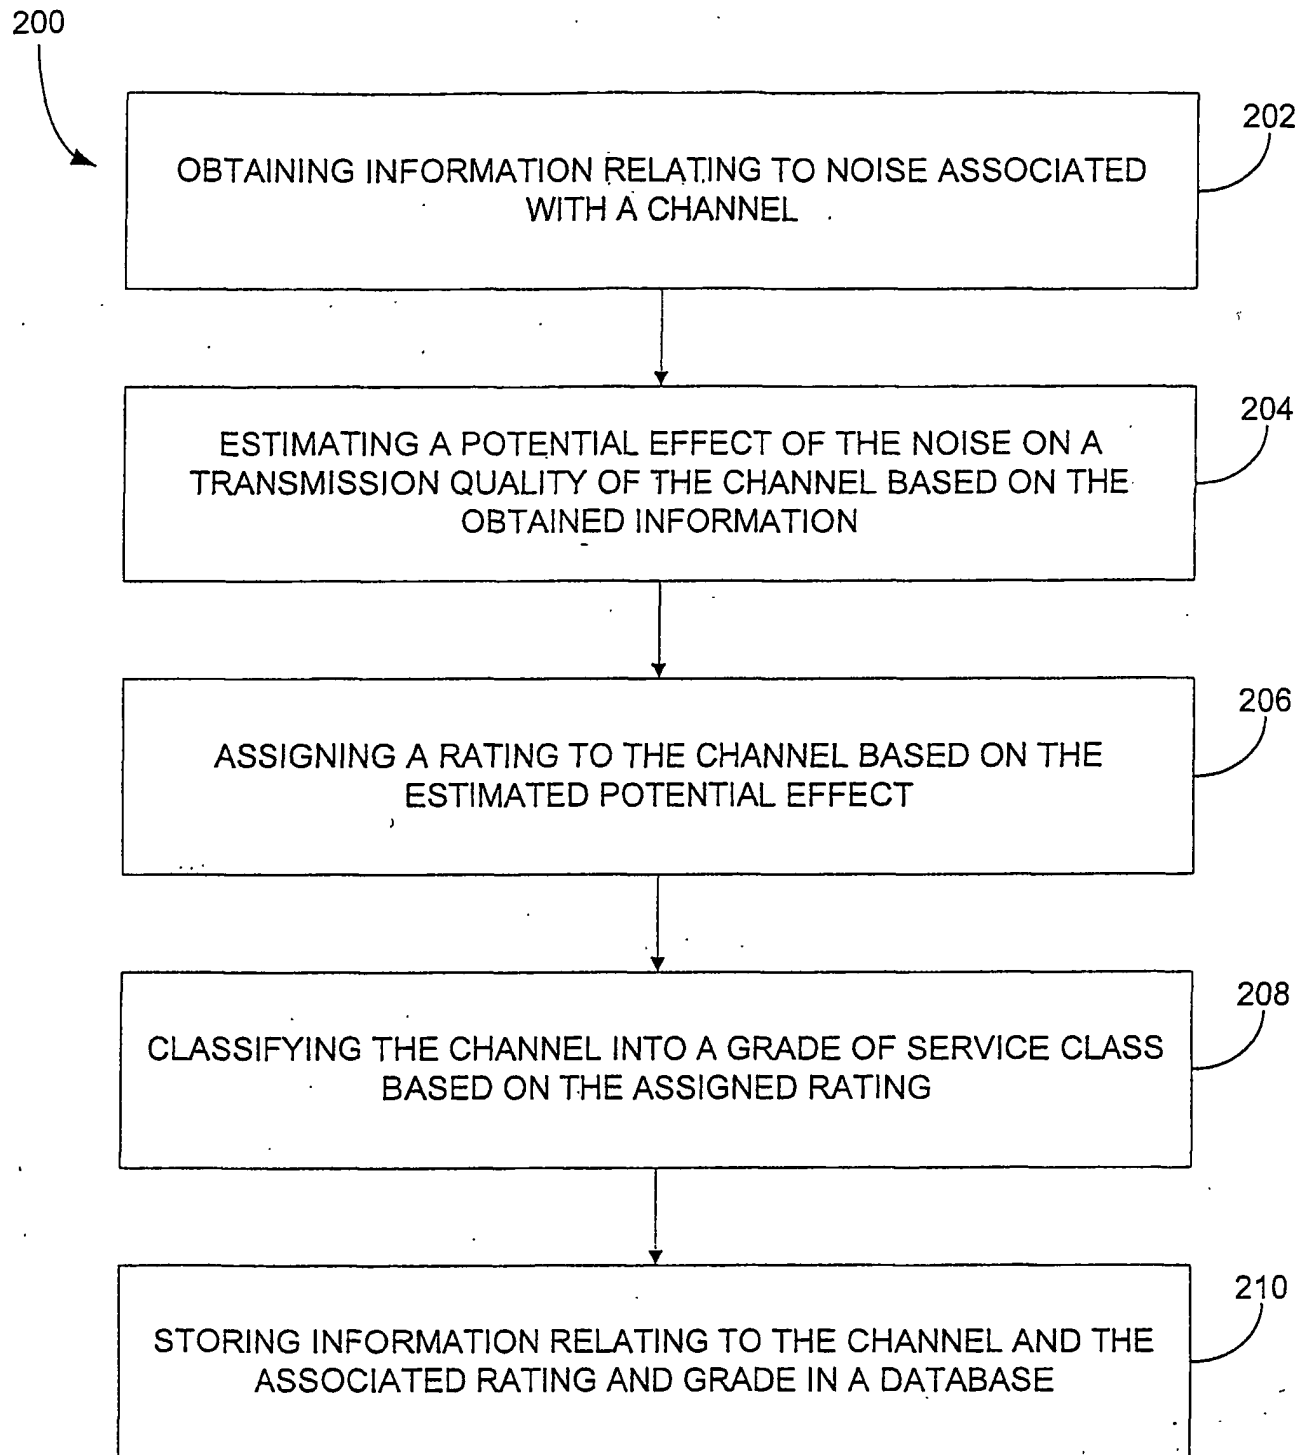 200
202
OBTAINING INFORMATION RELATING TO NOISE ASSOCIATED
WITH A CHANNEL
204
ESTIMATING A POTENTIAL EFFECT OF THE NOISE ON A
TRANSMISSION QUALITY OF THE CHANNEL BASED ON THE
OBTAINED INFORMATION
206
ASSIGNING A RATING TO THE CHANNEL BASED ON THE
ESTIMATED POTENTIAL EFFECT
208
CLASSIFYING THE CHANNEL INTO A GRADE OF SERVICE CLASS
BASED ON THE ASSIGNED RATING
210
STORING INFORMATION RELATING TO THE CHANNEL AND THE
ASSOCIATED RATING AND GRADE IN A DATABASE